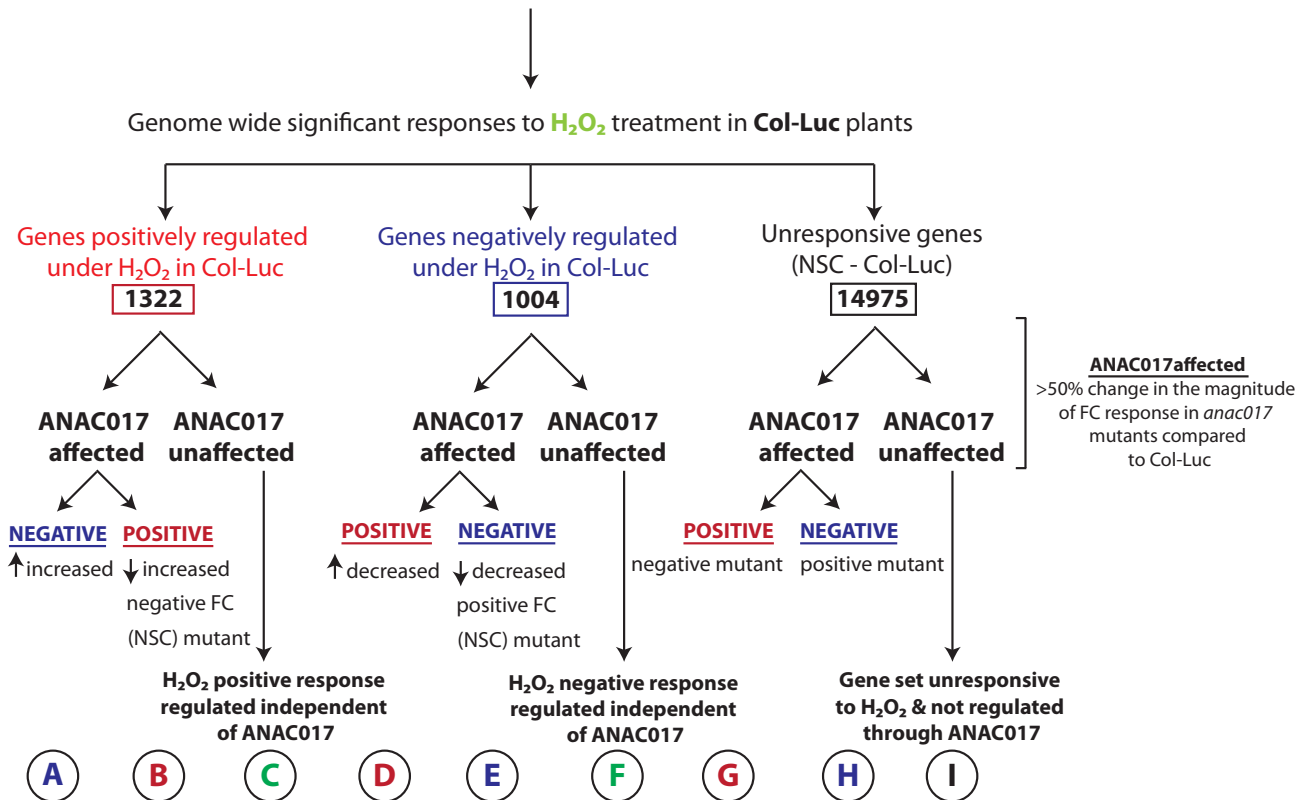 Genome wide significant responses to H₂O₂ treatment in Col-Luc plants
Genes positively regulated
under H₂O₂ in Col-Luc
1322
Genes negatively regulated
under H₂O₂ in Col-Luc
1004
Unresponsive genes
(NSC - Col-Luc)
14975
ANAC017
affected
ANAC017
unaffected
ANAC017
affected
ANAC017
unaffected
ANAC017
affected
ANAC017
unaffected
ANAC017affected
>50% change in the magnitude
of FC response in anac017
mutants compared
to Col-Luc
NEGATIVE
↑ increased
POSITIVE
↓ increased
negative FC
(NSC) mutant
POSITIVE
↑ decreased
NEGATIVE
↓ decreased
positive FC
(NSC) mutant
POSITIVE
negative mutant
NEGATIVE
positive mutant
H₂O₂ positive response
regulated independent
of ANAC017
H₂O₂ negative response
regulated independent
of ANAC017
Gene set unresponsive
to H₂O₂ & not regulated
through ANAC017
A
B
C
D
E
F
G
H
I